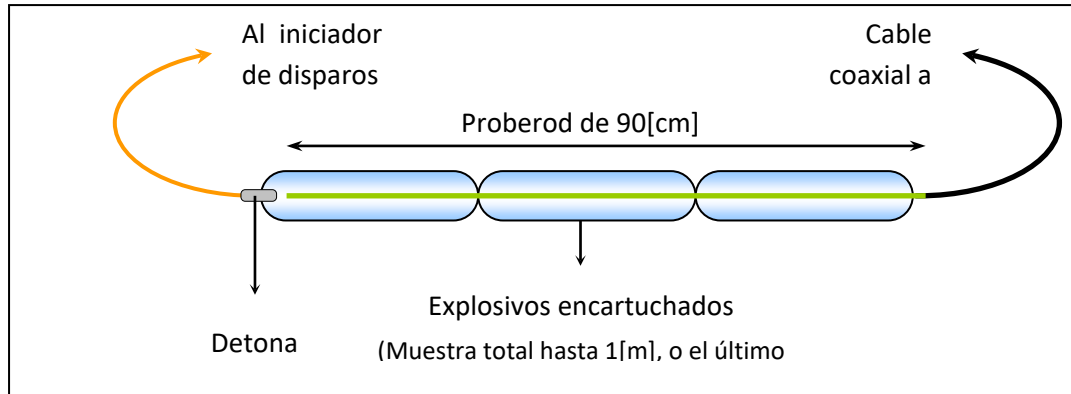 Al iniciador
de disparos
Cable
coaxial a
Proberod de 90[cm]
Explosivos encartuchados
(Muestra total hasta 1[m], o el último
Detona